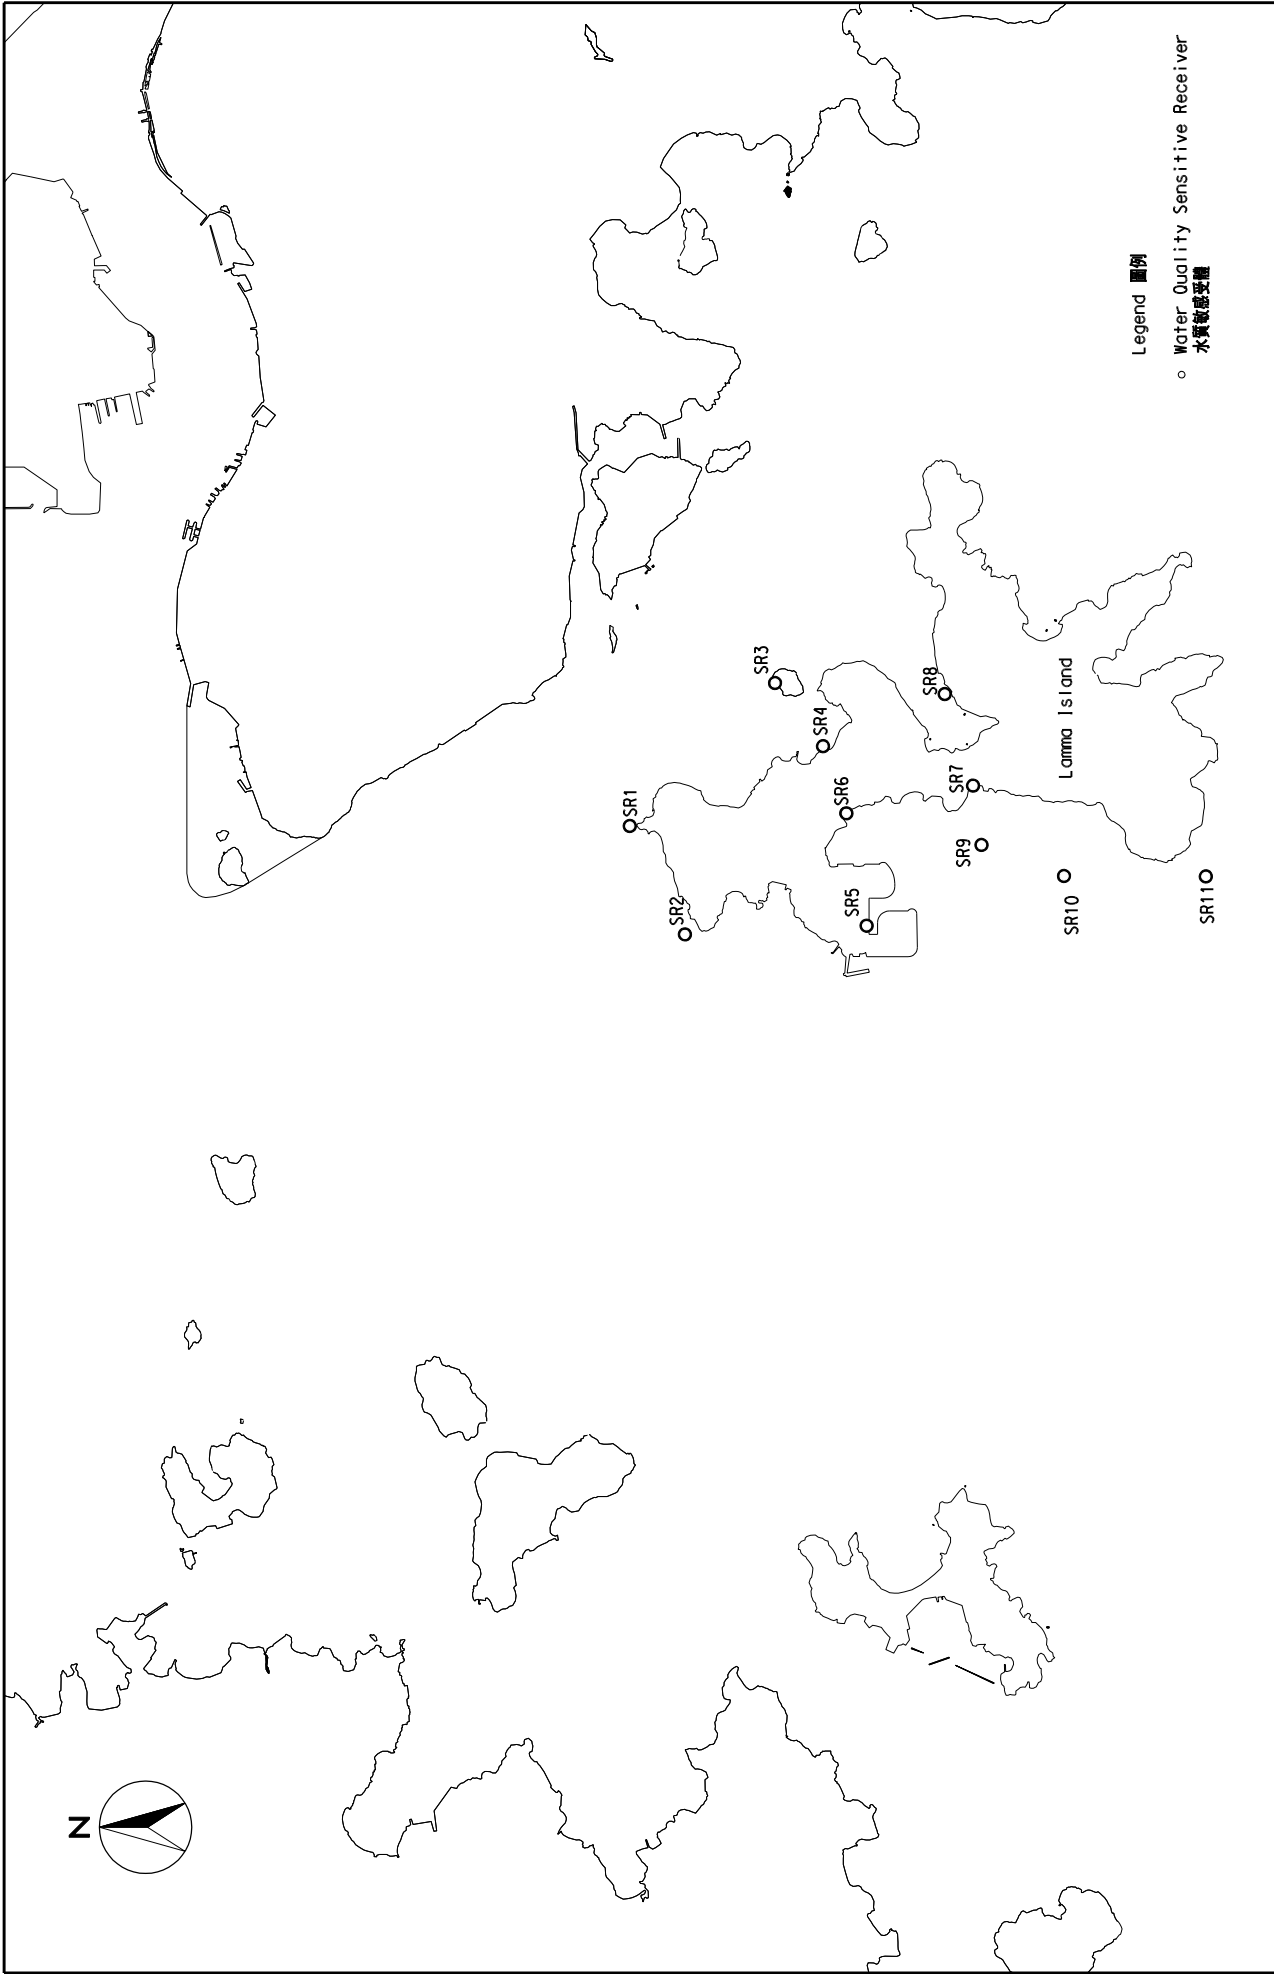 N
SR1
SR2
SR3
SR4
SR5
SR6
SR7
SR8
SR9
SR10
SR11
Lamma Island
Legend 圖例
Water Quality Sensitive Receiver
水質敏感受體